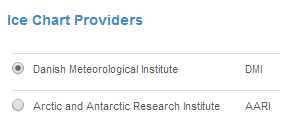 Ice Chart Providers
Danish Meteorological Institute DMI
Arctic and Antarctic Research Institute AARI